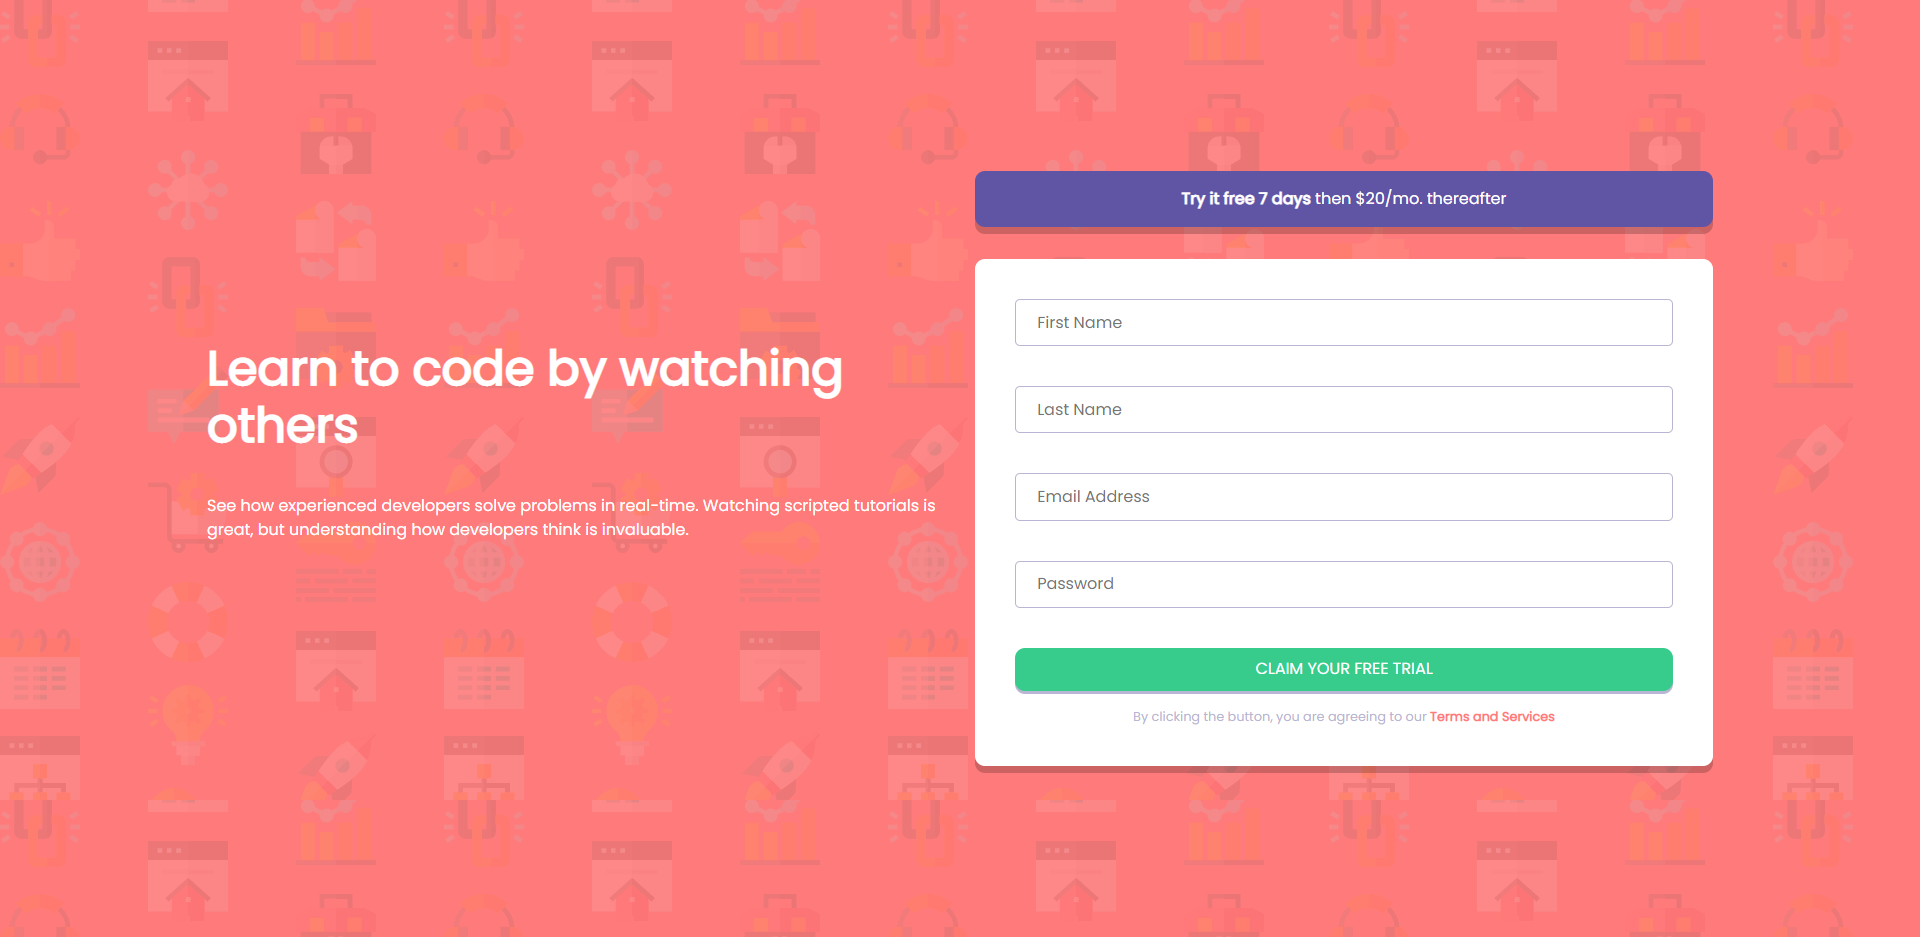 Learn to code by watching
others
See how experienced developers solve problems in real-time. Watching scripted tutorials is
great, but understanding how developers think is invaluable.
Try it free 7 days then $20/mo. thereafter
First Name
Last Name
Email Address
Password
CLAIM YOUR FREE TRIAL
By clicking the button, you are agreeing to our Terms and Services